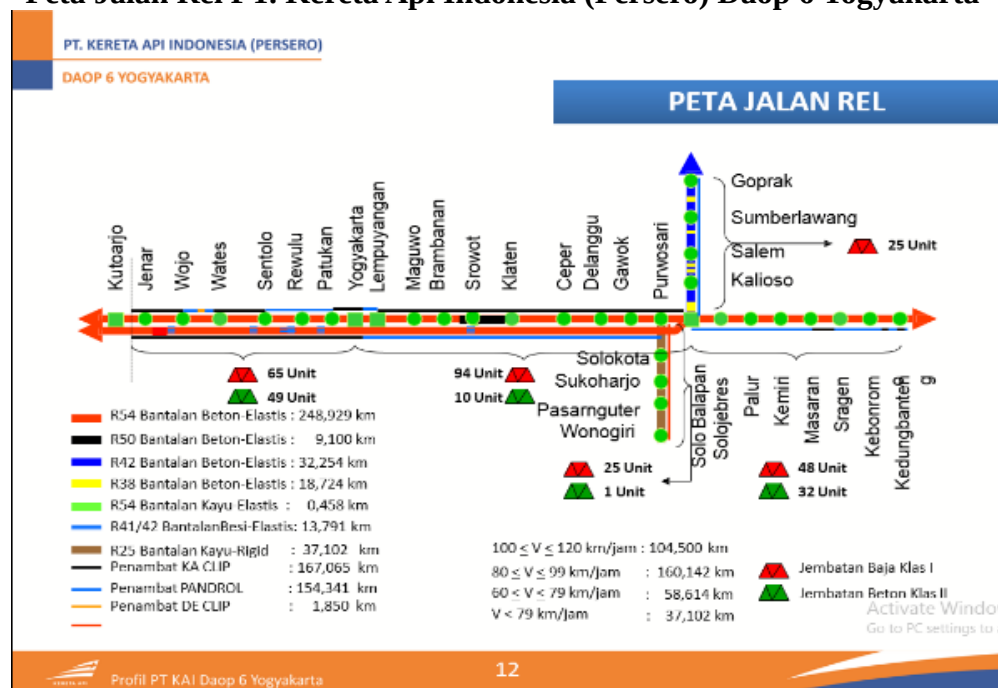 Peta Jalan Rel PT. Kereta Api Indonesia (Persero) Daop 6 Yogyakarta
PT. KERETA API INDONESIA (PERSERO)
DAOP 6 YOGYAKARTA
PETA JALAN REL
Goprak
Sumberlawang
Salem
Kalioso
25 Unit
Kutoarjo
Jenar
Wojo
Wates
Sentolo
Rewulu
Patukan
Yogyakarta
Lempuyangan
Maguwo
Brambanan
Srowot
Klaten
Ceper
Delanggu
Gawok
Purwosari
Solokota
Sukoharjo
Pasarnguter
Wonogiri
Solo Balapan
Solojebres
Palur
Kemiri
Masaran
Sragen
Kebonrom
Kedungbanteng
g
65 Unit
49 Unit
94 Unit
10 Unit
25 Unit
1 Unit
48 Unit
32 Unit
R54 Bantalan Beton-Elastis : 248,929 km
R50 Bantalan Beton-Elastis : 9,100 km
R42 Bantalan Beton-Elastis : 32,254 km
R38 Bantalan Beton-Elastis : 18,724 km
R54 Bantalan Kayu-Elastis : 0,458 km
R41/42 BantalanBesi-Elastis: 13,791 km
R25 Bantalan Kayu-Rigid : 37,102 km
Penambat KA CLIP : 167,065 km
Penambat PANDROL : 154,341 km
Penambat DE CLIP : 1,850 km
100 ≤ V ≤ 120 km/jam : 104,500 km
80 ≤ V ≤ 99 km/jam : 160,142 km
60 ≤ V ≤ 79 km/jam : 58,614 km
V < 79 km/jam : 37,102 km
Jembatan Baja Klas I
Jembatan Beton Klas II
Activate Windo
Go to PC settings to
KERETA API
Profil PT KAI Daop 6 Yogyakarta
12